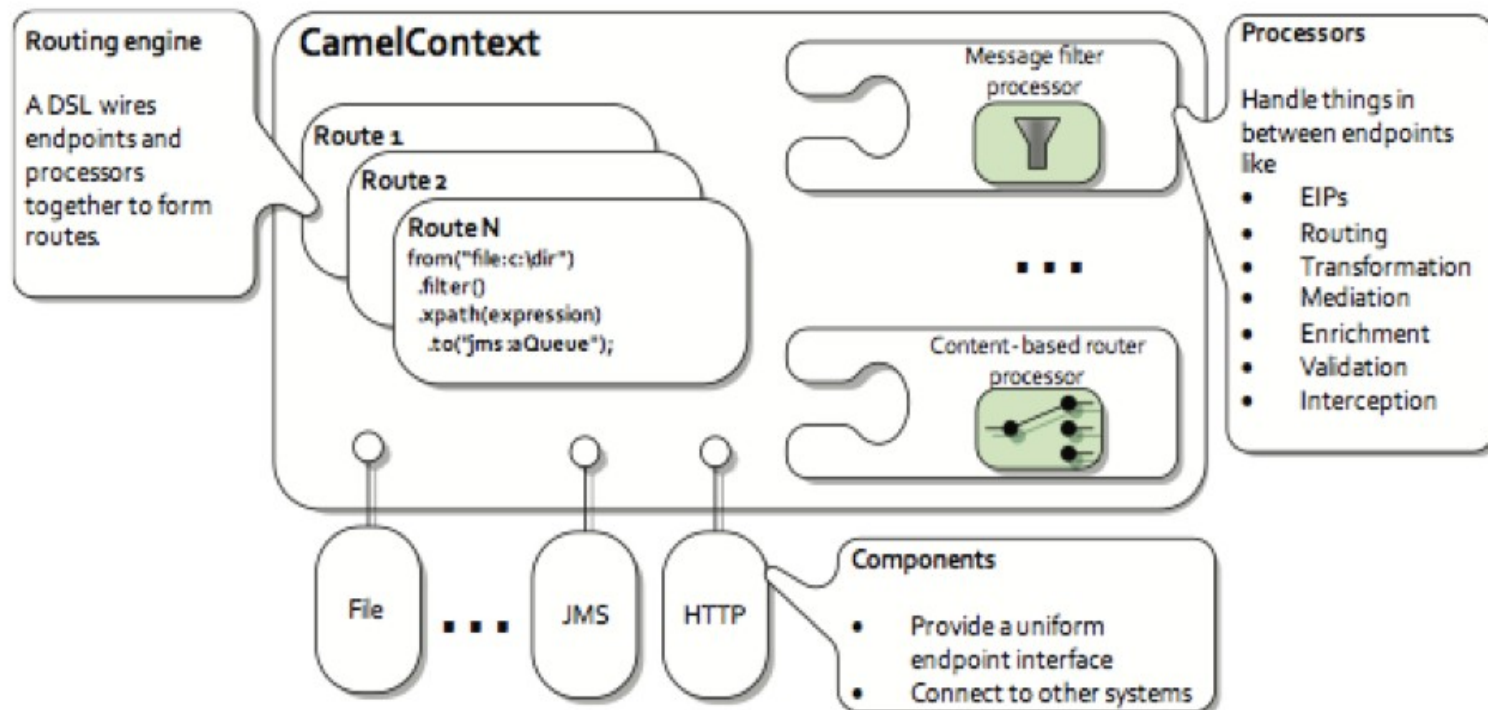 Routing engine
A DSL wires
endpoints and
processors
together to form
routes.
CamelContext
Route 1
Route 2
Route N
from("file:c:\dir")
.filter()
.xpath(expression)
.to("jms:aQueue");
Message filter
processor
...
Content-based router
processor
Processors
Handle things in
between endpoints
like
• EIPs
• Routing
• Transformation
• Mediation
• Enrichment
• Validation
• Interception
File
...
JMS
HTTP
Components
• Provide a uniform
endpoint interface
• Connect to other systems